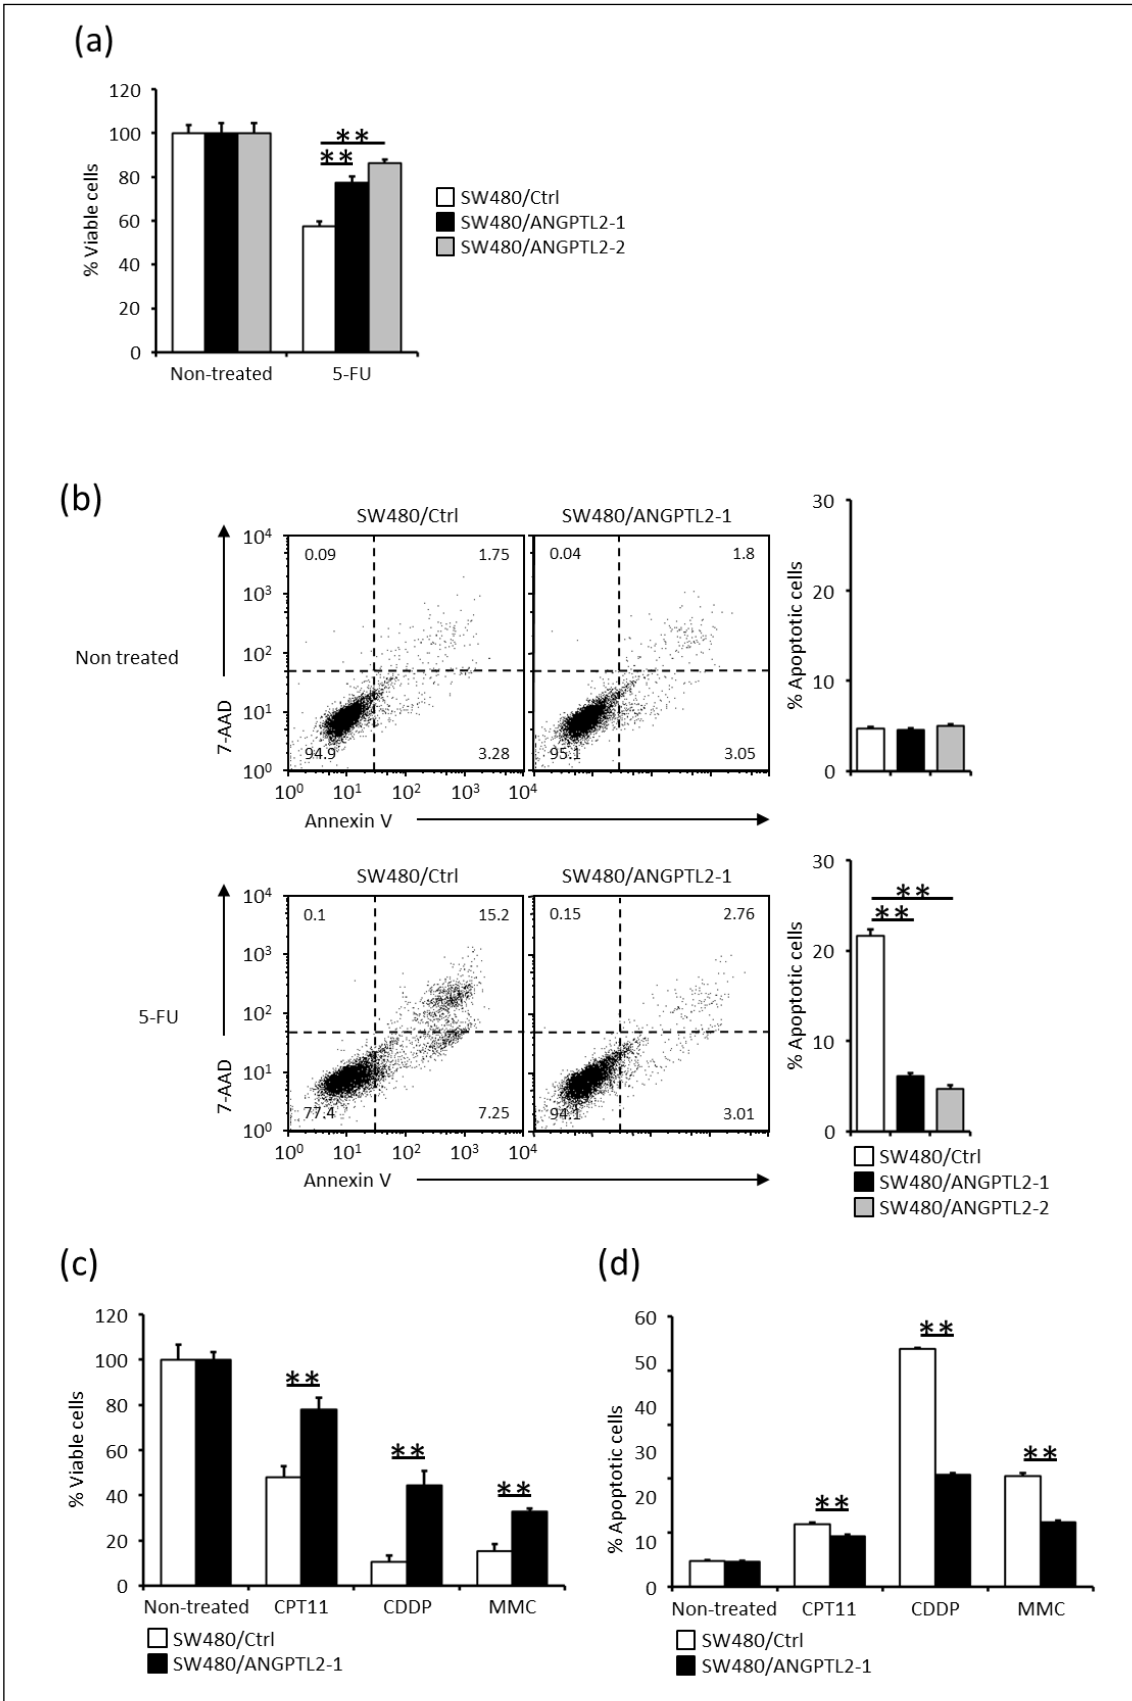 (a)
120
100
80
60
40
20
0
% Viable cells
** 
**
Non-treated 5-FU
SW480/Ctrl
SW480/ANGPTL2-1
SW480/ANGPTL2-2
(b)
SW480/Ctrl SW480/ANGPTL2-1
Non treated
7-AAD
10⁴
10³
10²
10¹
10⁰
0.09 1.75
94.9 3.28
0.04 1.8
95.1 3.05
10⁰ 10¹ 10² 10³ 10⁴
Annexin V
% Apoptotic cells
30
20
10
0
SW480/Ctrl SW480/ANGPTL2-1
5-FU
7-AAD
10⁴
10³
10²
10¹
10⁰
0.1 15.2
77.4 7.25
0.15 2.76
94.1 3.01
10⁰ 10¹ 10² 10³ 10⁴
Annexin V
% Apoptotic cells
30
20
10
0
**
**
SW480/Ctrl
SW480/ANGPTL2-1
SW480/ANGPTL2-2
(c)
120
100
80
60
40
20
0
% Viable cells
** ** **
Non-treated CPT11 CDDP MMC
SW480/Ctrl
SW480/ANGPTL2-1
(d)
60
50
40
30
20
10
0
% Apoptotic cells
** ** **
Non-treated CPT11 CDDP MMC
SW480/Ctrl
SW480/ANGPTL2-1